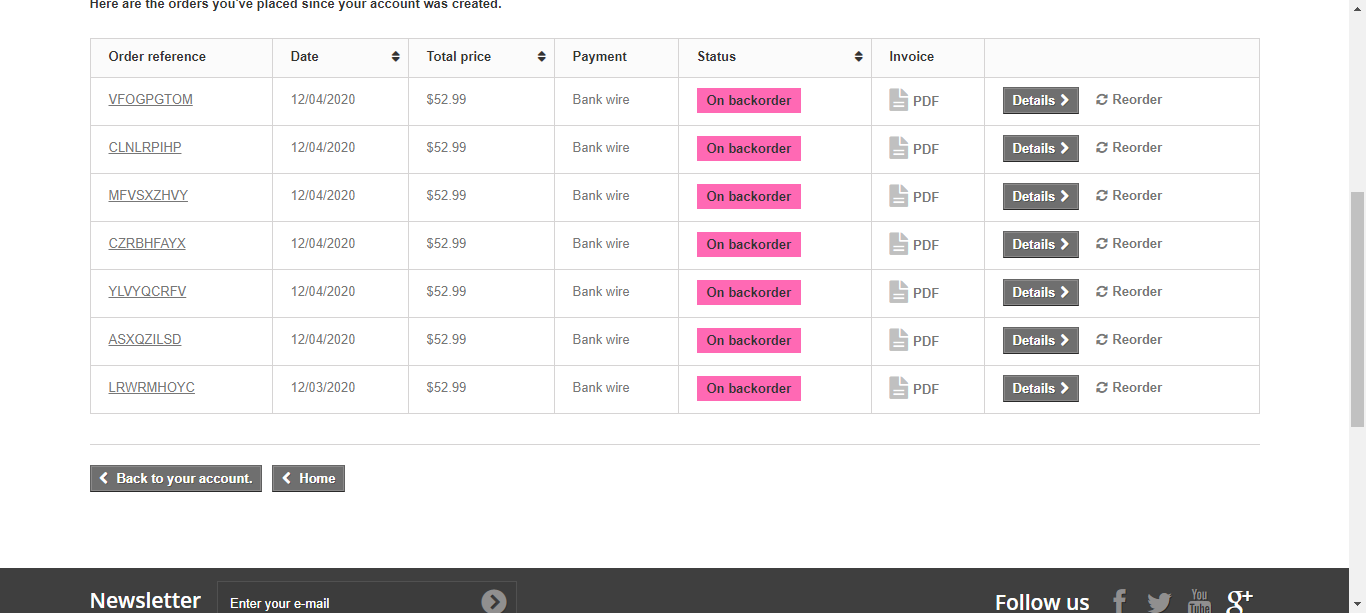 Here are the orders you've placed since your account was created.
Order reference Date Total price Payment Status Invoice
VFOGPGTOM 12/04/2020 $52.99 Bank wire On backorder PDF Details Reorder
CLNLRPIHP 12/04/2020 $52.99 Bank wire On backorder PDF Details Reorder
MFVSXZHVY 12/04/2020 $52.99 Bank wire On backorder PDF Details Reorder
CZRBHFAYX 12/04/2020 $52.99 Bank wire On backorder PDF Details Reorder
YLVYQCRFV 12/04/2020 $52.99 Bank wire On backorder PDF Details Reorder
ASXQZILSD 12/04/2020 $52.99 Bank wire On backorder PDF Details Reorder
LRWRMHOYC 12/03/2020 $52.99 Bank wire On backorder PDF Details Reorder
Back to your account. Home
Newsletter Enter your e-mail Follow us You Tube g+